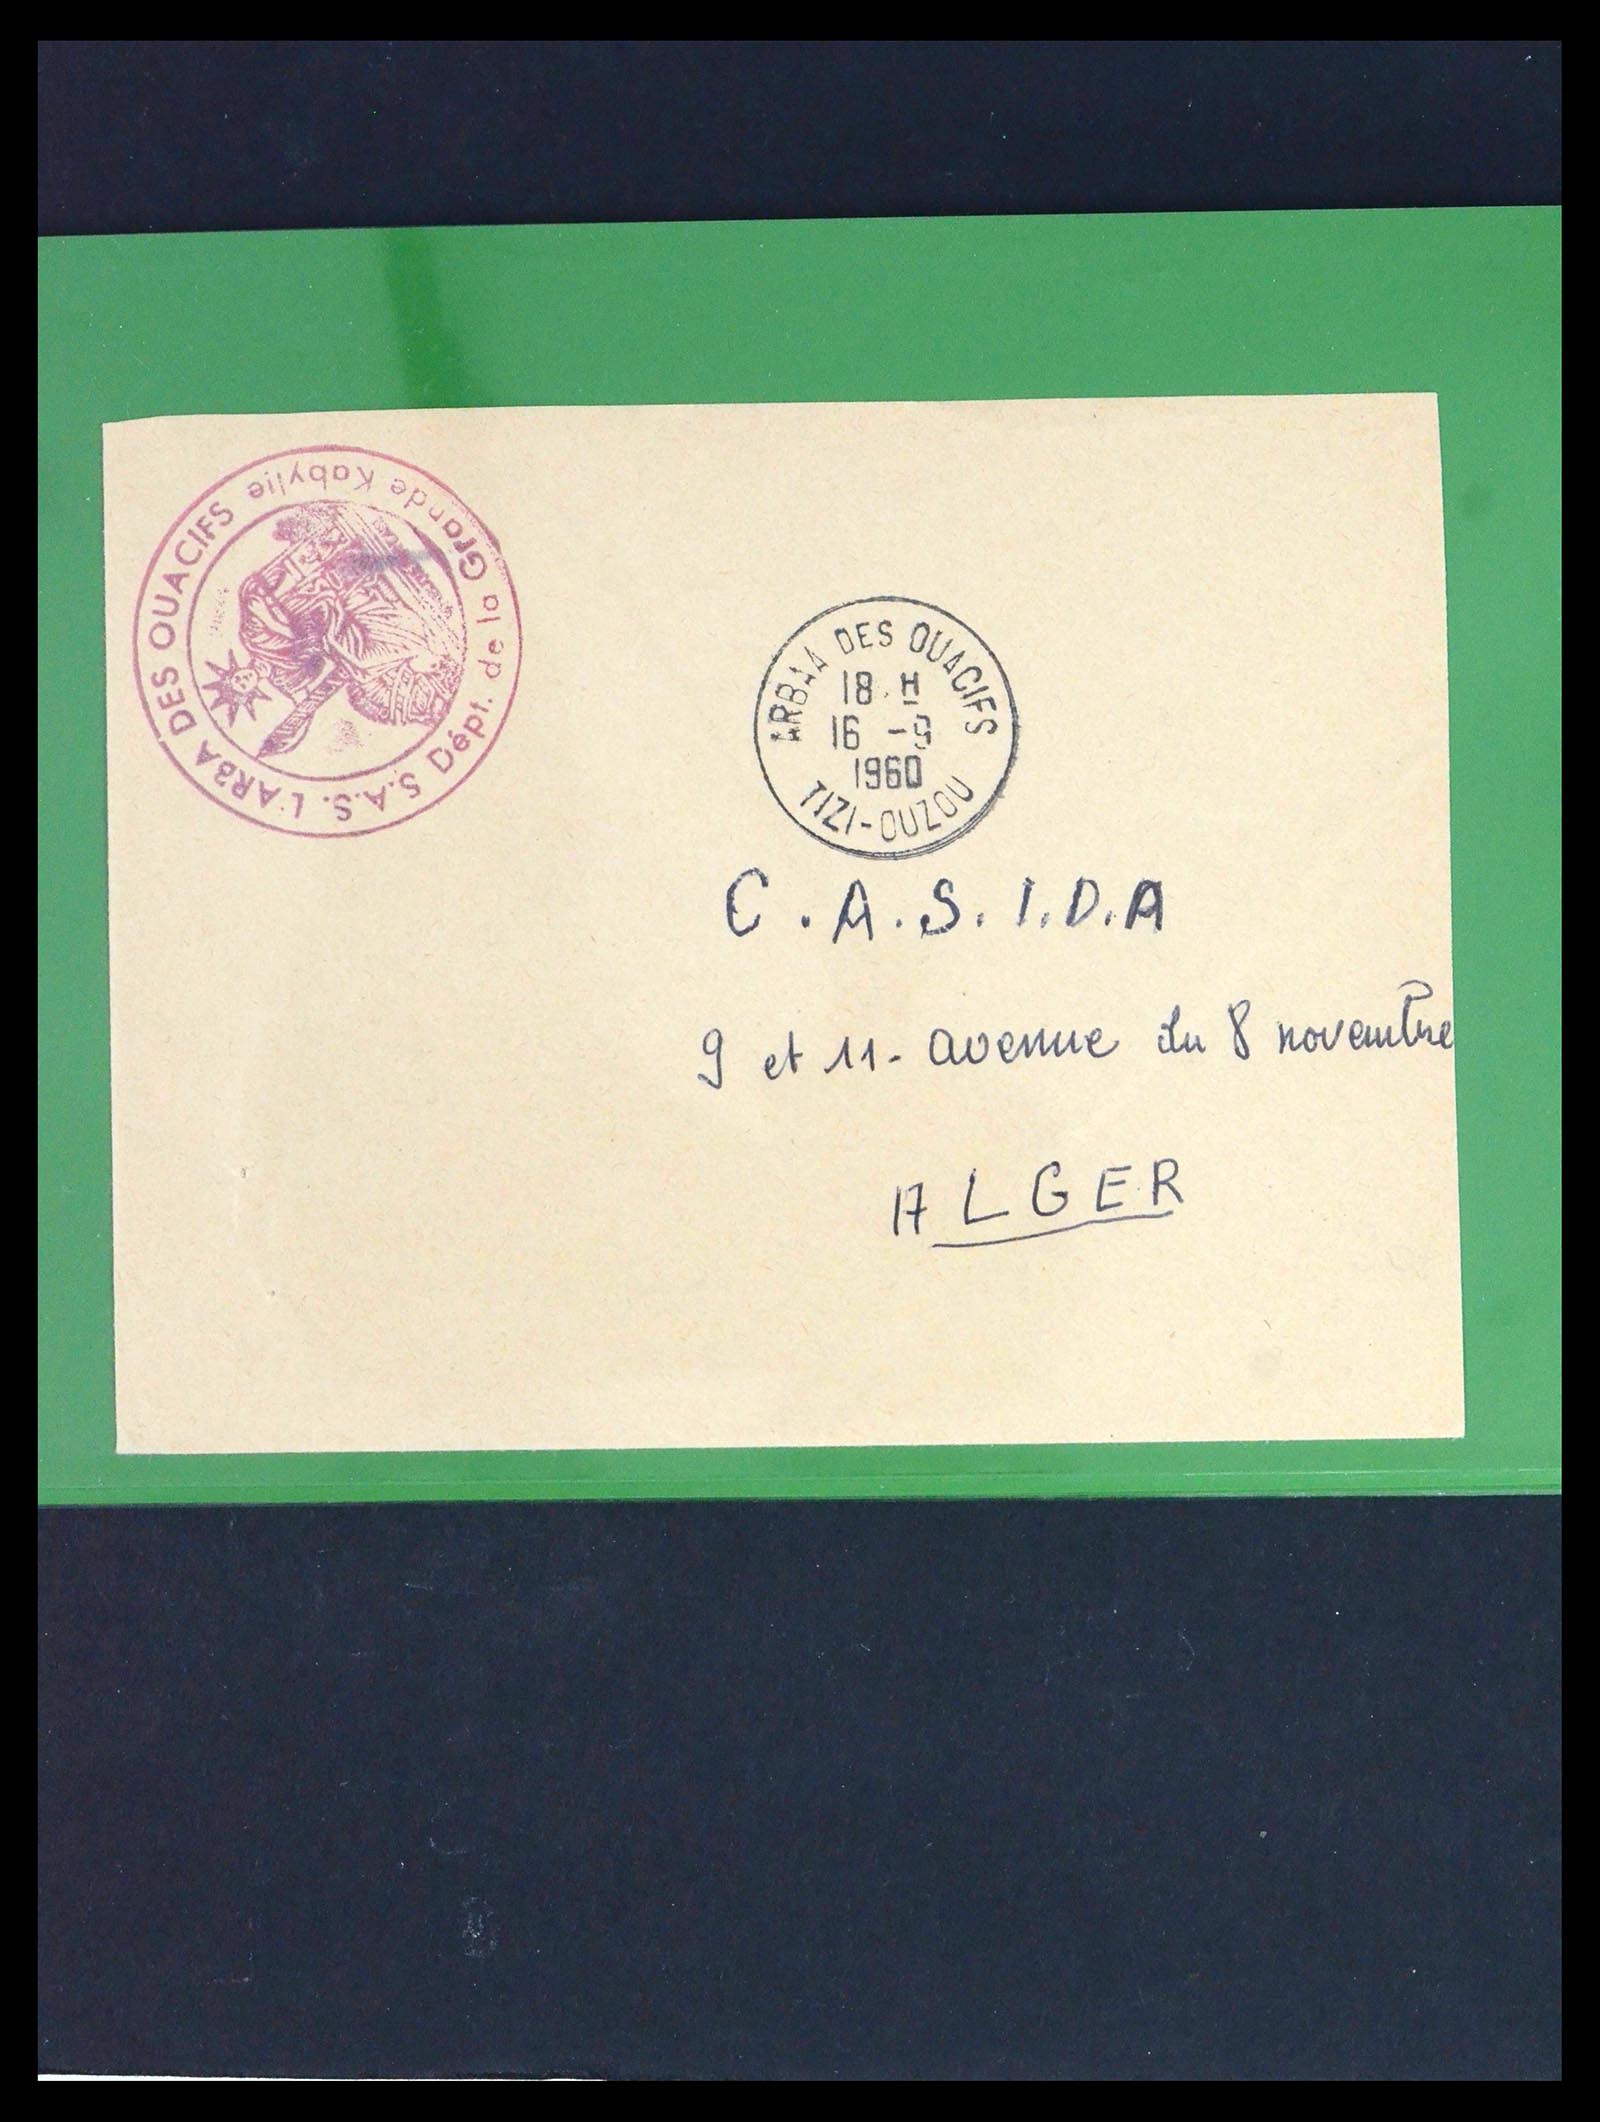 S.A.S. L'ARBA DES OUACIFS
Dépt. de la Grande Kabylie
ARBAA DES OUACIFS
18 H
16 -9
1960
TIZI-OUZOU
C.A.S.I.D.A
9 et 11- avenue du 8 novembre
ALGER